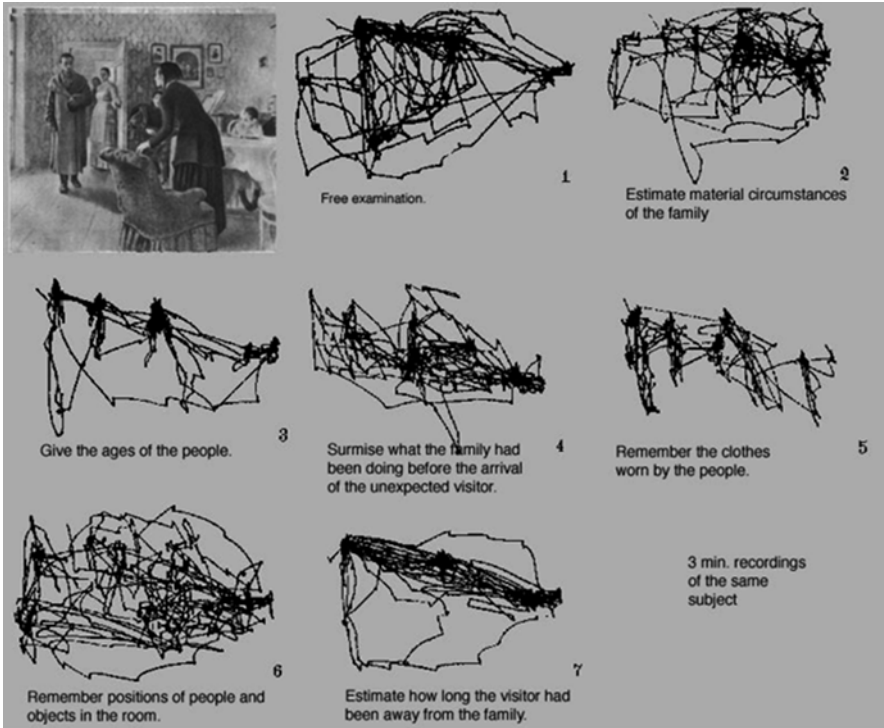 1
Free examination.
2
Estimate material circumstances
of the family
3
Give the ages of the people.
4
Surmise what the family had
been doing before the arrival
of the unexpected visitor.
5
Remember the clothes
worn by the people.
6
Remember positions of people and
objects in the room.
7
Estimate how long the visitor had
been away from the family.
3 min. recordings
of the same
subject